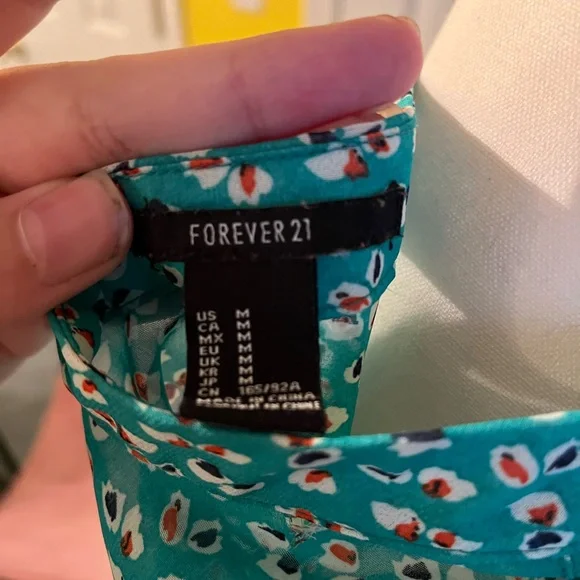 FOREVER 21
US M
CA M
MX M
EU M
UK M
KR M
JP M
CN 165/92A
MADE IN CHINA